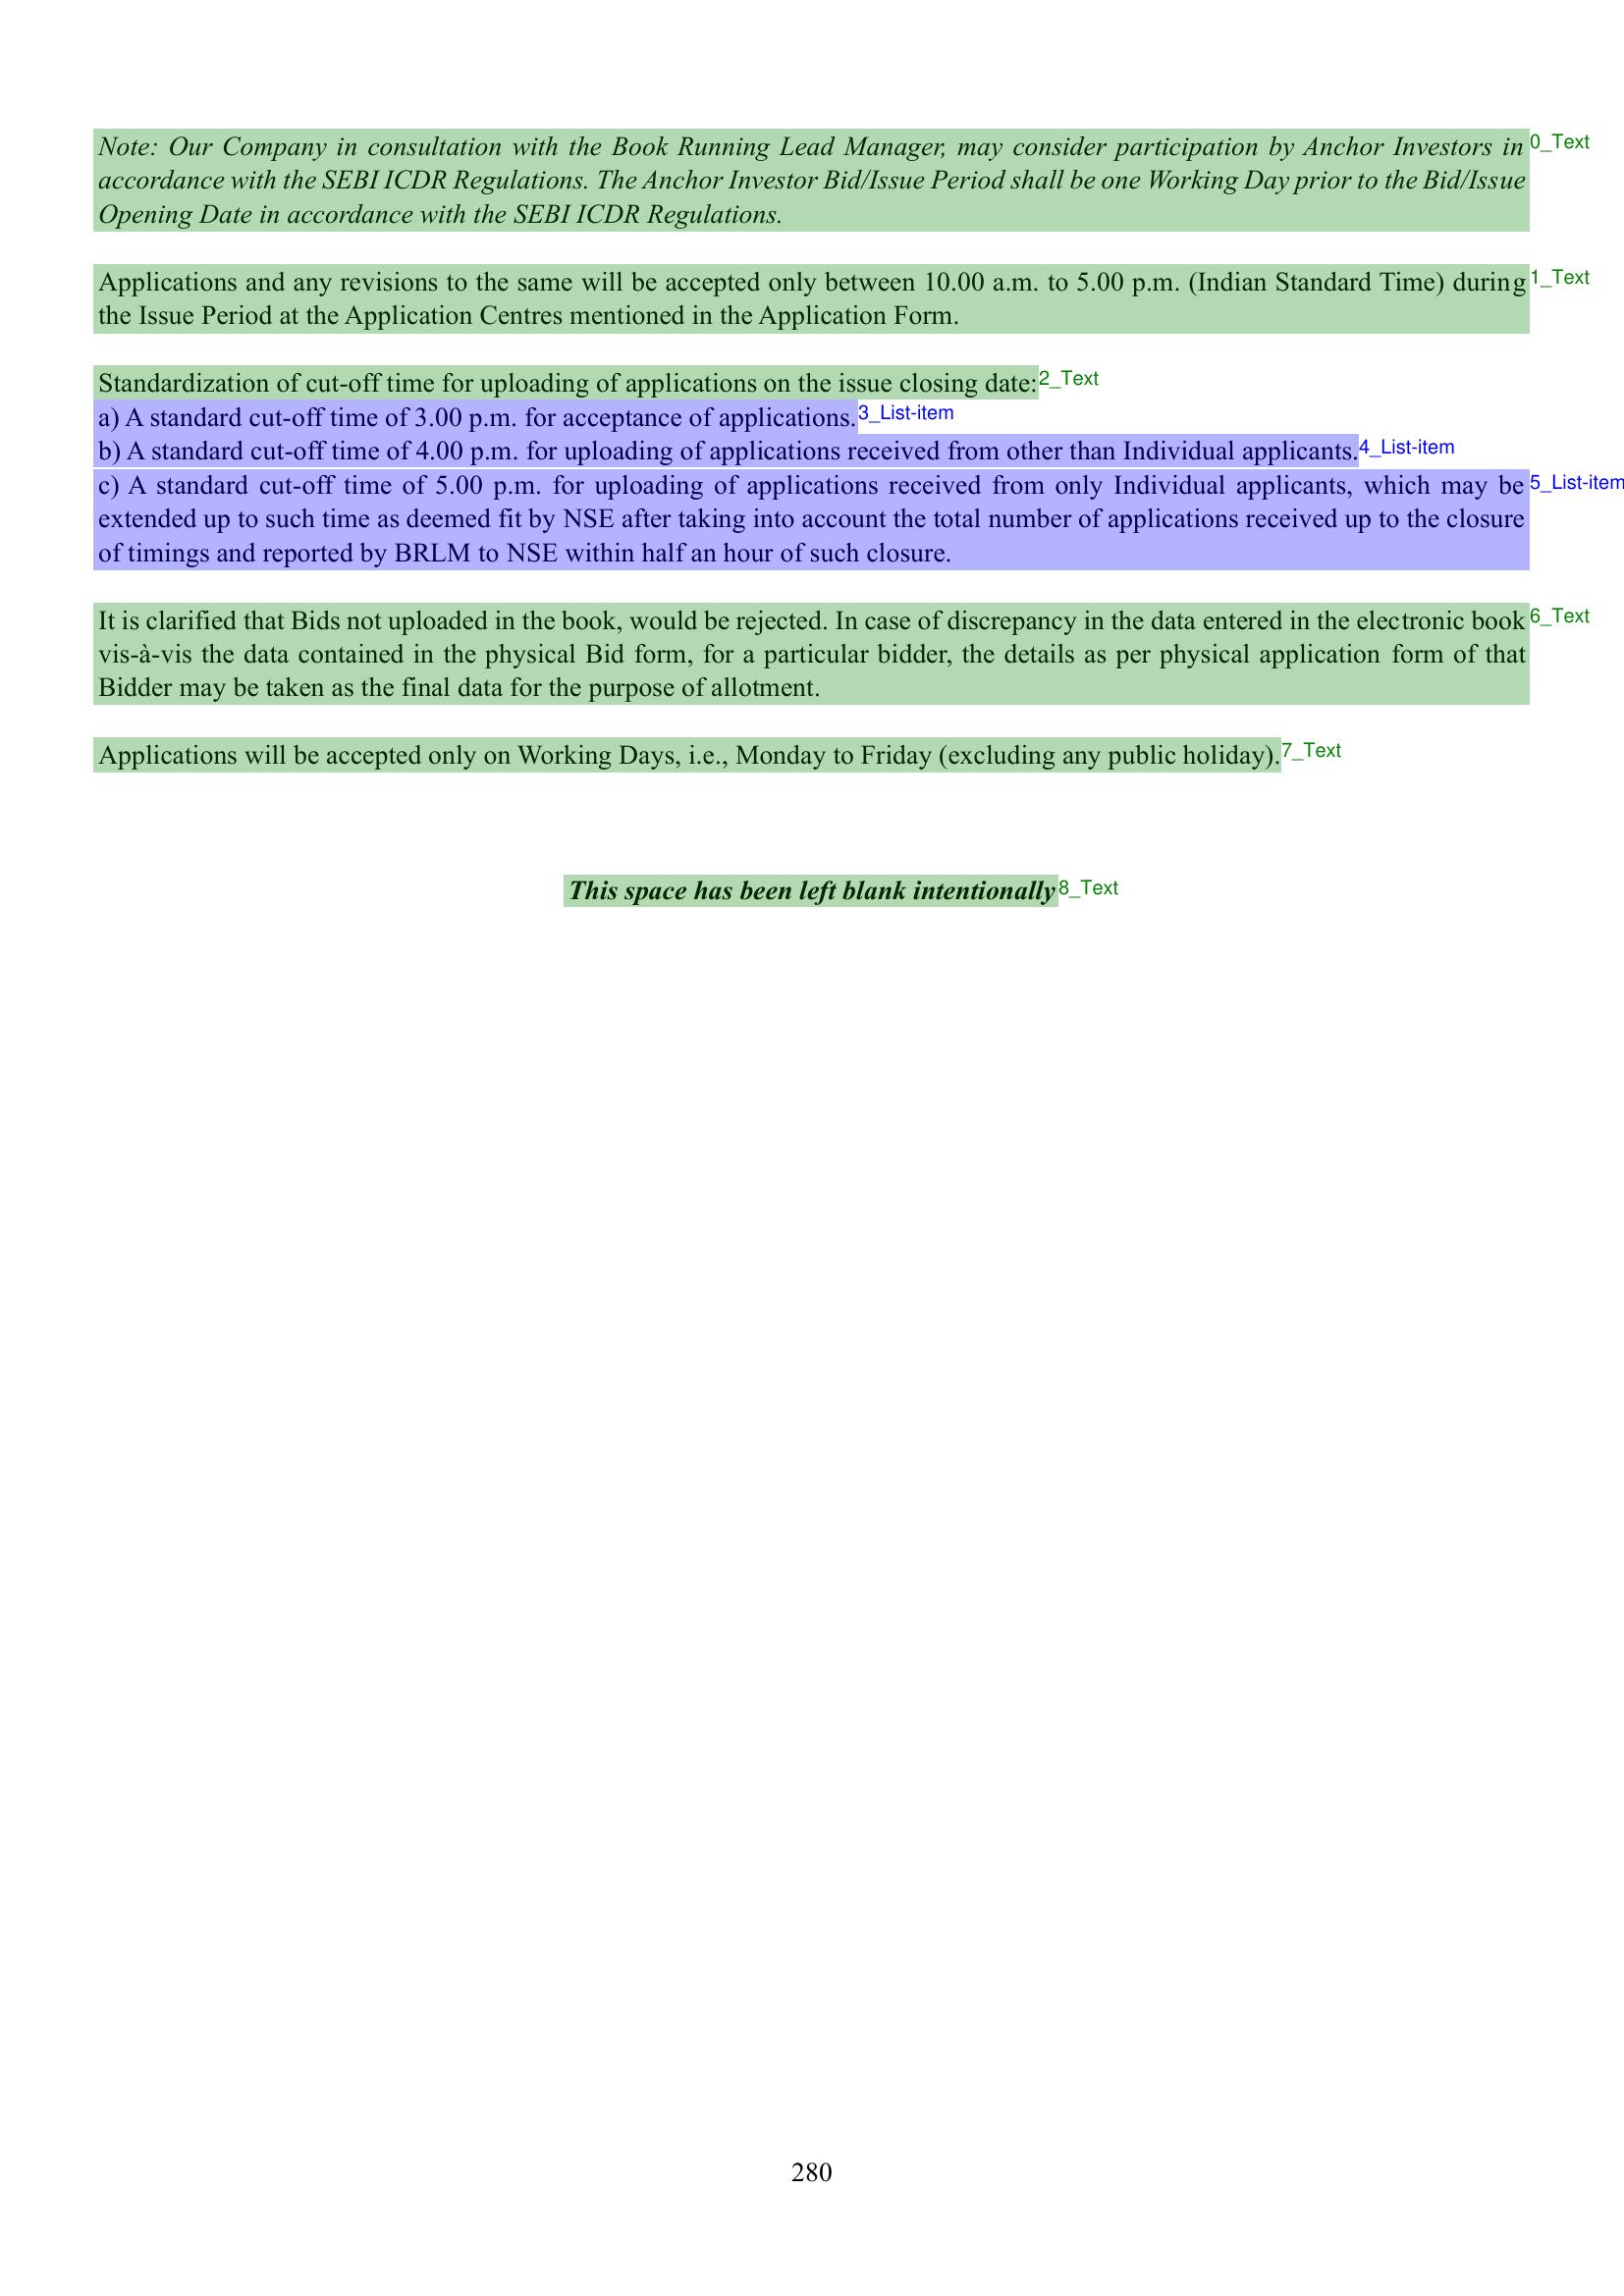 Note: Our Company in consultation with the Book Running Lead Manager, may consider participation by Anchor Investors in 0_Text
accordance with the SEBI ICDR Regulations. The Anchor Investor Bid/Issue Period shall be one Working Day prior to the Bid/Issue
Opening Date in accordance with the SEBI ICDR Regulations.
Applications and any revisions to the same will be accepted only between 10.00 a.m. to 5.00 p.m. (Indian Standard Time) during 1_Text
the Issue Period at the Application Centres mentioned in the Application Form.
Standardization of cut-off time for uploading of applications on the issue closing date: 2_Text
a) A standard cut-off time of 3.00 p.m. for acceptance of applications. 3_List-item
b) A standard cut-off time of 4.00 p.m. for uploading of applications received from other than Individual applicants. 4_List-item
c) A standard cut-off time of 5.00 p.m. for uploading of applications received from only Individual applicants, which may be 5_List-item
extended up to such time as deemed fit by NSE after taking into account the total number of applications received up to the closure
of timings and reported by BRLM to NSE within half an hour of such closure.
It is clarified that Bids not uploaded in the book, would be rejected. In case of discrepancy in the data entered in the electronic book 6_Text
vis-à-vis the data contained in the physical Bid form, for a particular bidder, the details as per physical application form of that
Bidder may be taken as the final data for the purpose of allotment.
Applications will be accepted only on Working Days, i.e., Monday to Friday (excluding any public holiday). 7_Text
This space has been left blank intentionally 8_Text
280